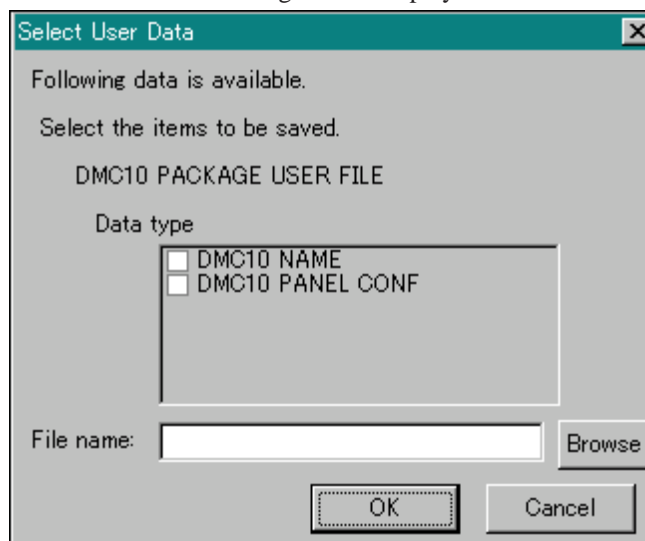 Select User Data
Following data is available.
Select the items to be saved.
DMC10 PACKAGE USER FILE
Data type
DMC10 NAME
DMC10 PANEL CONF
File name:
Browse
OK
Cancel